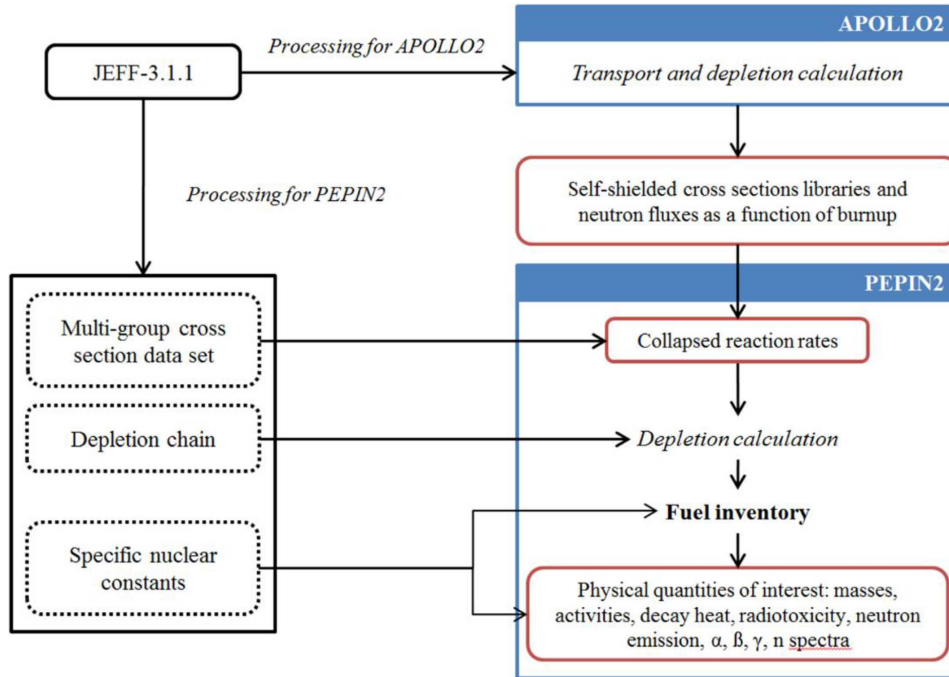 APOLLO2
Processing for APOLLO2
JEFF-3.1.1
Transport and depletion calculation
Processing for PEPIN2
Self-shielded cross sections libraries and
neutron fluxes as a function of burnup
PEPIN2
Multi-group cross
section data set
Collapsed reaction rates
Depletion chain
Depletion calculation
Fuel inventory
Specific nuclear
constants
Physical quantities of interest: masses,
activities, decay heat, radiotoxicity, neutron
emission, α, ß, γ, n spectra